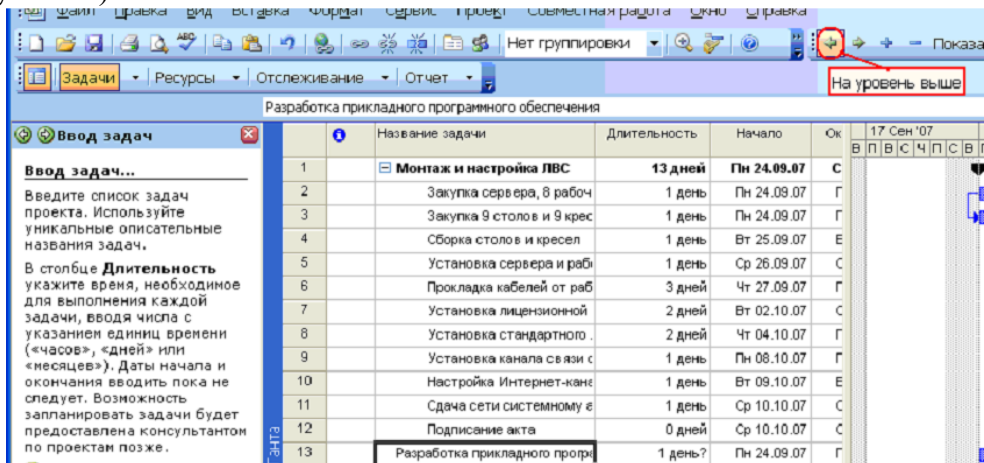 Файл Правка Вид Вставка Формат Сервис Проект Совместная работа Окно Справка
Нет группировки Показа
Задачи Ресурсы Отслеживание Отчет На уровень выше
Разработка прикладного программного обеспечения
Ввод задач
Название задачи Длительность Начало Ок 17 Сен '07
В П В С Ч П С В П
Ввод задач...
Введите список задач
проекта. Используйте
уникальные описательные
названия задач.
В столбце Длительность
укажите время, необходимое
для выполнения каждой
задачи, вводя числа с
указанием единиц времени
(«часов», «дней» или
«месяцев»). Даты начала и
окончания вводить пока не
следует. Возможность
запланировать задачи будет
предоставлена консультантом
по проектам позже.
1 Монтаж и настройка ЛВС 13 дней Пн 24.09.07 С
2 Закупка сервера, 8 рабоч 1 день Пн 24.09.07 П
3 Закупка 9 столов и 9 крес 1 день Пн 24.09.07 П
4 Сборка столов и кресел 1 день Вт 25.09.07 В
5 Установка сервера и рабо 1 день Ср 26.09.07 С
6 Прокладка кабелей от раб 3 дней Чт 27.09.07 П
7 Установка лицензионной 2 дней Вт 02.10.07 С
8 Установка стандартного 2 дней Чт 04.10.07 П
9 Установка канала связи с 1 день Пн 08.10.07 П
10 Настройка Интернет-кана 1 день Вт 09.10.07 В
11 Сдача сети системному а 1 день Ср 10.10.07 С
12 Подписание акта 0 дней Ср 10.10.07 С
13 Разработка прикладного програ 1 день? Пн 24.09.07 П
анта